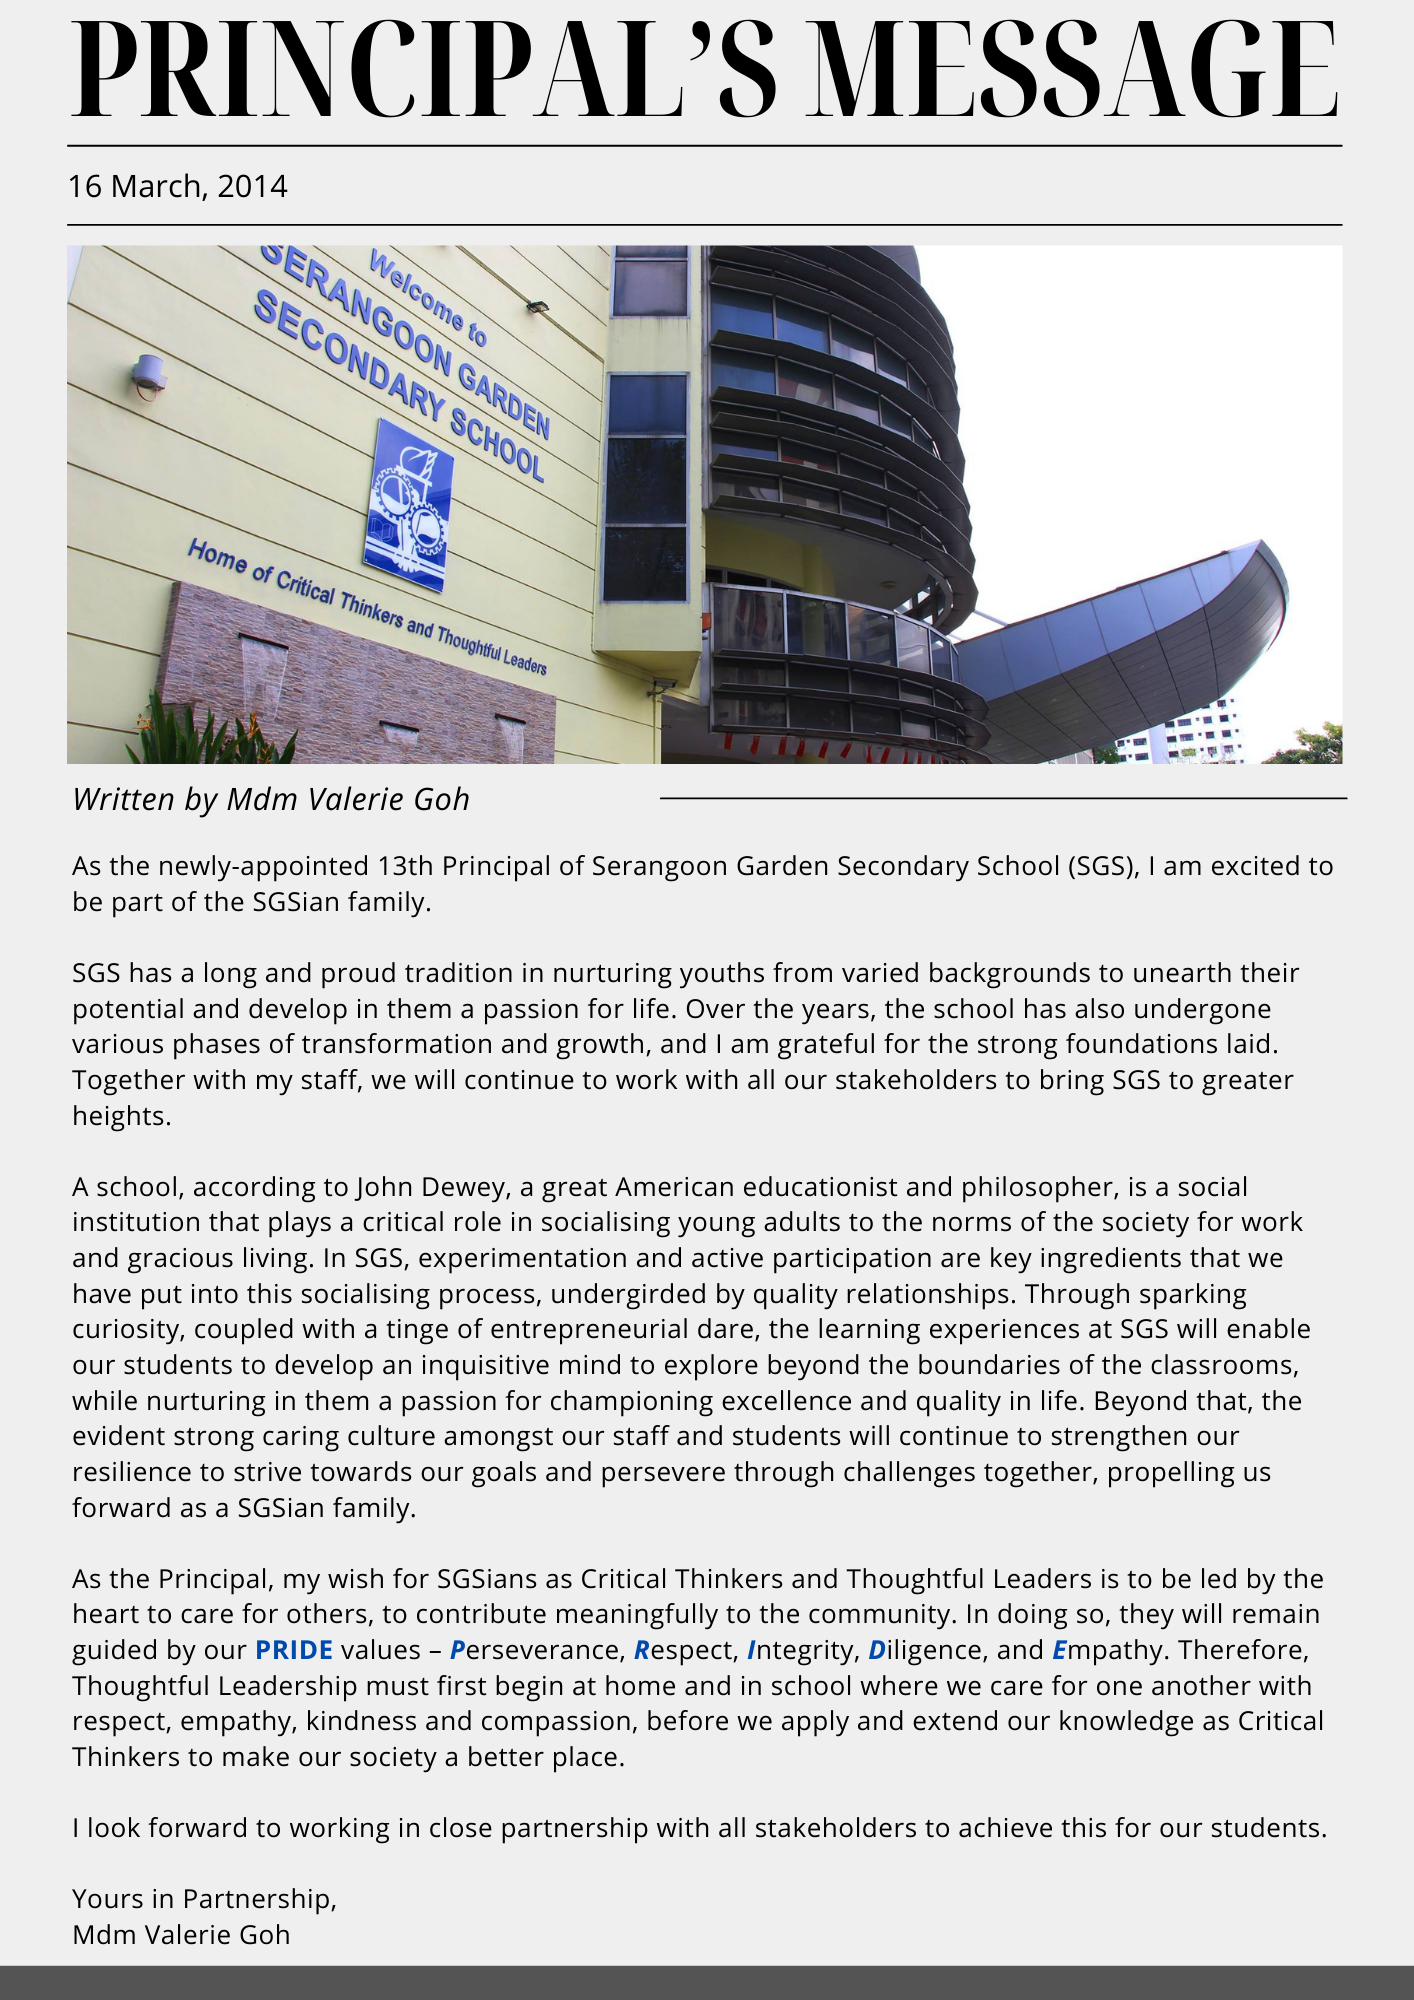 PRINCIPAL’S MESSAGE
16 March, 2014
Welcome to
SERANGOON GARDEN
SECONDARY SCHOOL
Home of Critical Thinkers and Thoughtful Leaders
Written by Mdm Valerie Goh
As the newly-appointed 13th Principal of Serangoon Garden Secondary School (SGS), I am excited to
be part of the SGSian family.
SGS has a long and proud tradition in nurturing youths from varied backgrounds to unearth their
potential and develop in them a passion for life. Over the years, the school has also undergone
various phases of transformation and growth, and I am grateful for the strong foundations laid.
Together with my staff, we will continue to work with all our stakeholders to bring SGS to greater
heights.
A school, according to John Dewey, a great American educationist and philosopher, is a social
institution that plays a critical role in socialising young adults to the norms of the society for work
and gracious living. In SGS, experimentation and active participation are key ingredients that we
have put into this socialising process, undergirded by quality relationships. Through sparking
curiosity, coupled with a tinge of entrepreneurial dare, the learning experiences at SGS will enable
our students to develop an inquisitive mind to explore beyond the boundaries of the classrooms,
while nurturing in them a passion for championing excellence and quality in life. Beyond that, the
evident strong caring culture amongst our staff and students will continue to strengthen our
resilience to strive towards our goals and persevere through challenges together, propelling us
forward as a SGSian family.
As the Principal, my wish for SGSians as Critical Thinkers and Thoughtful Leaders is to be led by the
heart to care for others, to contribute meaningfully to the community. In doing so, they will remain
guided by our PRIDE values – Perseverance, Respect, Integrity, Diligence, and Empathy. Therefore,
Thoughtful Leadership must first begin at home and in school where we care for one another with
respect, empathy, kindness and compassion, before we apply and extend our knowledge as Critical
Thinkers to make our society a better place.
I look forward to working in close partnership with all stakeholders to achieve this for our students.
Yours in Partnership,
Mdm Valerie Goh